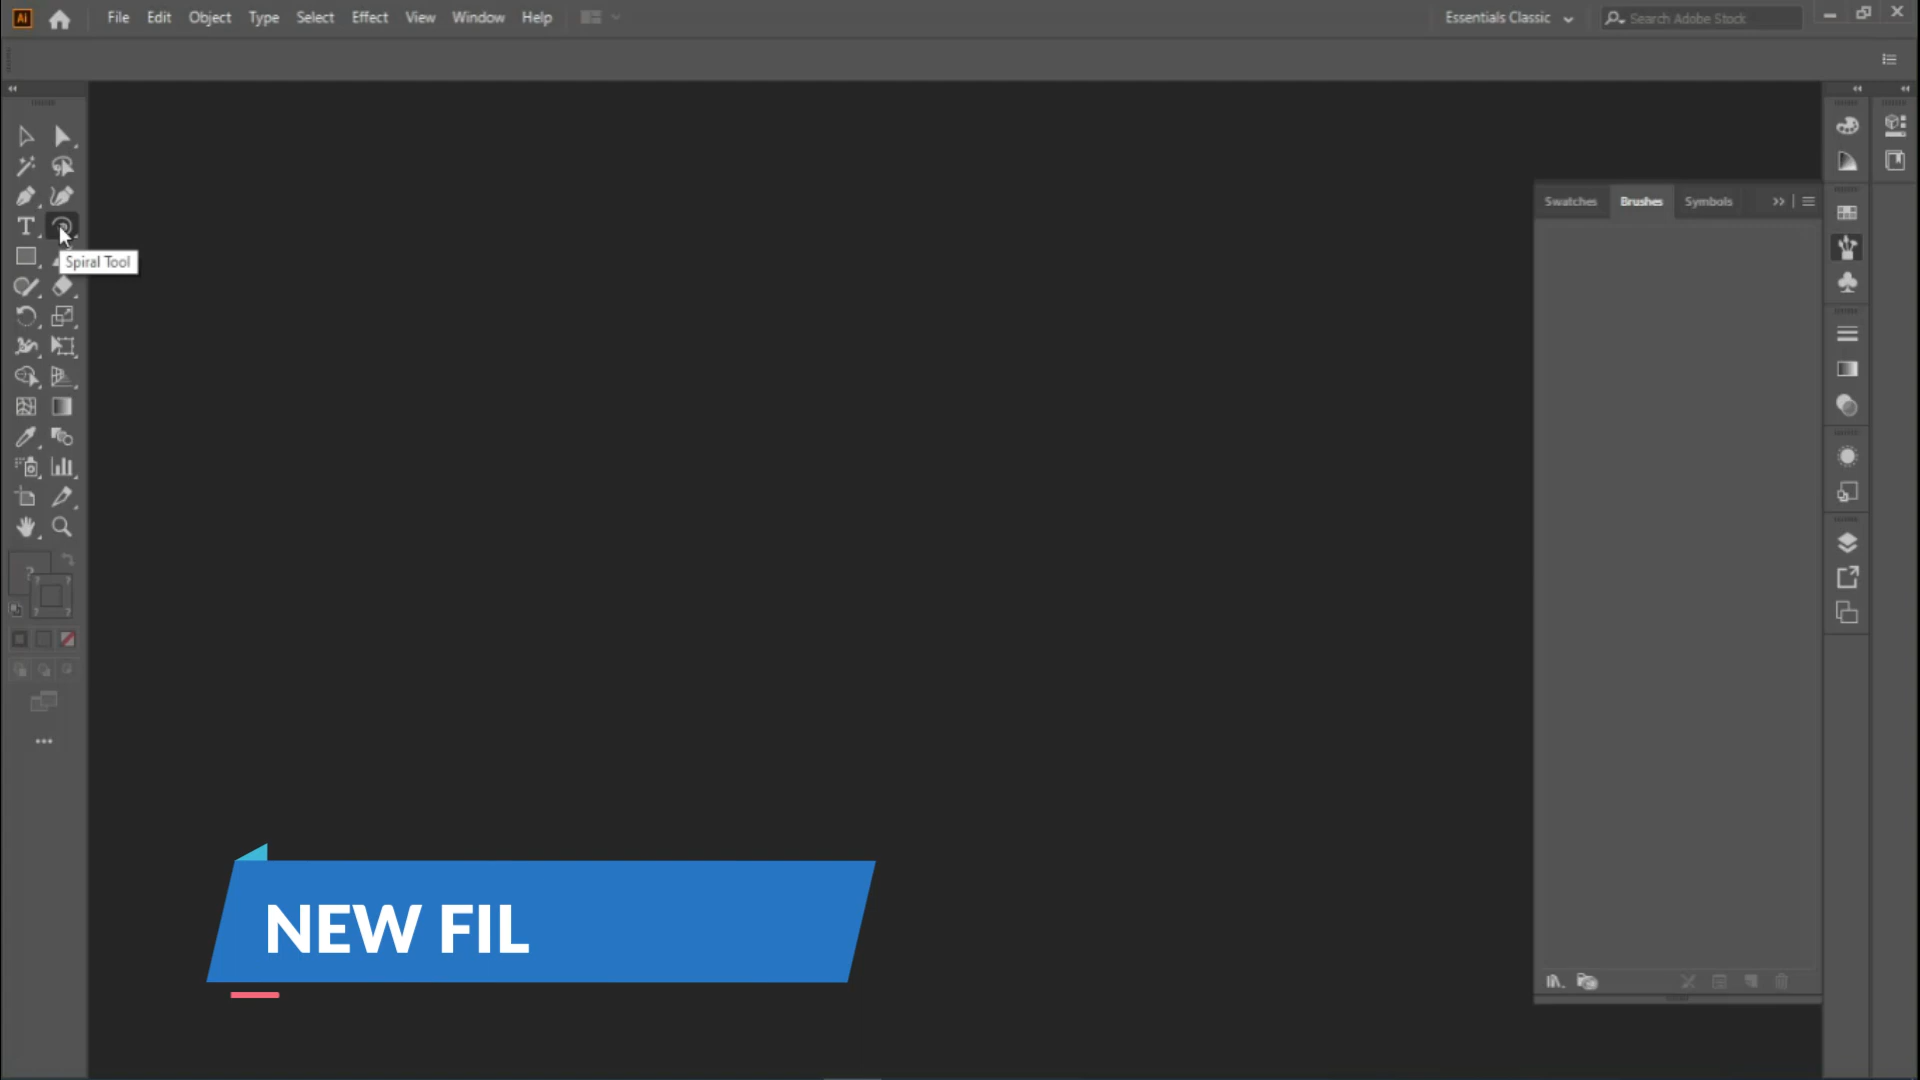 Ai File Edit Object Type Select Effect View Window Help Essentials Classic Search Adobe Stock
Swatches Brushes Symbols
T
Spiral Tool
?
? ?
? ?
NEW FIL